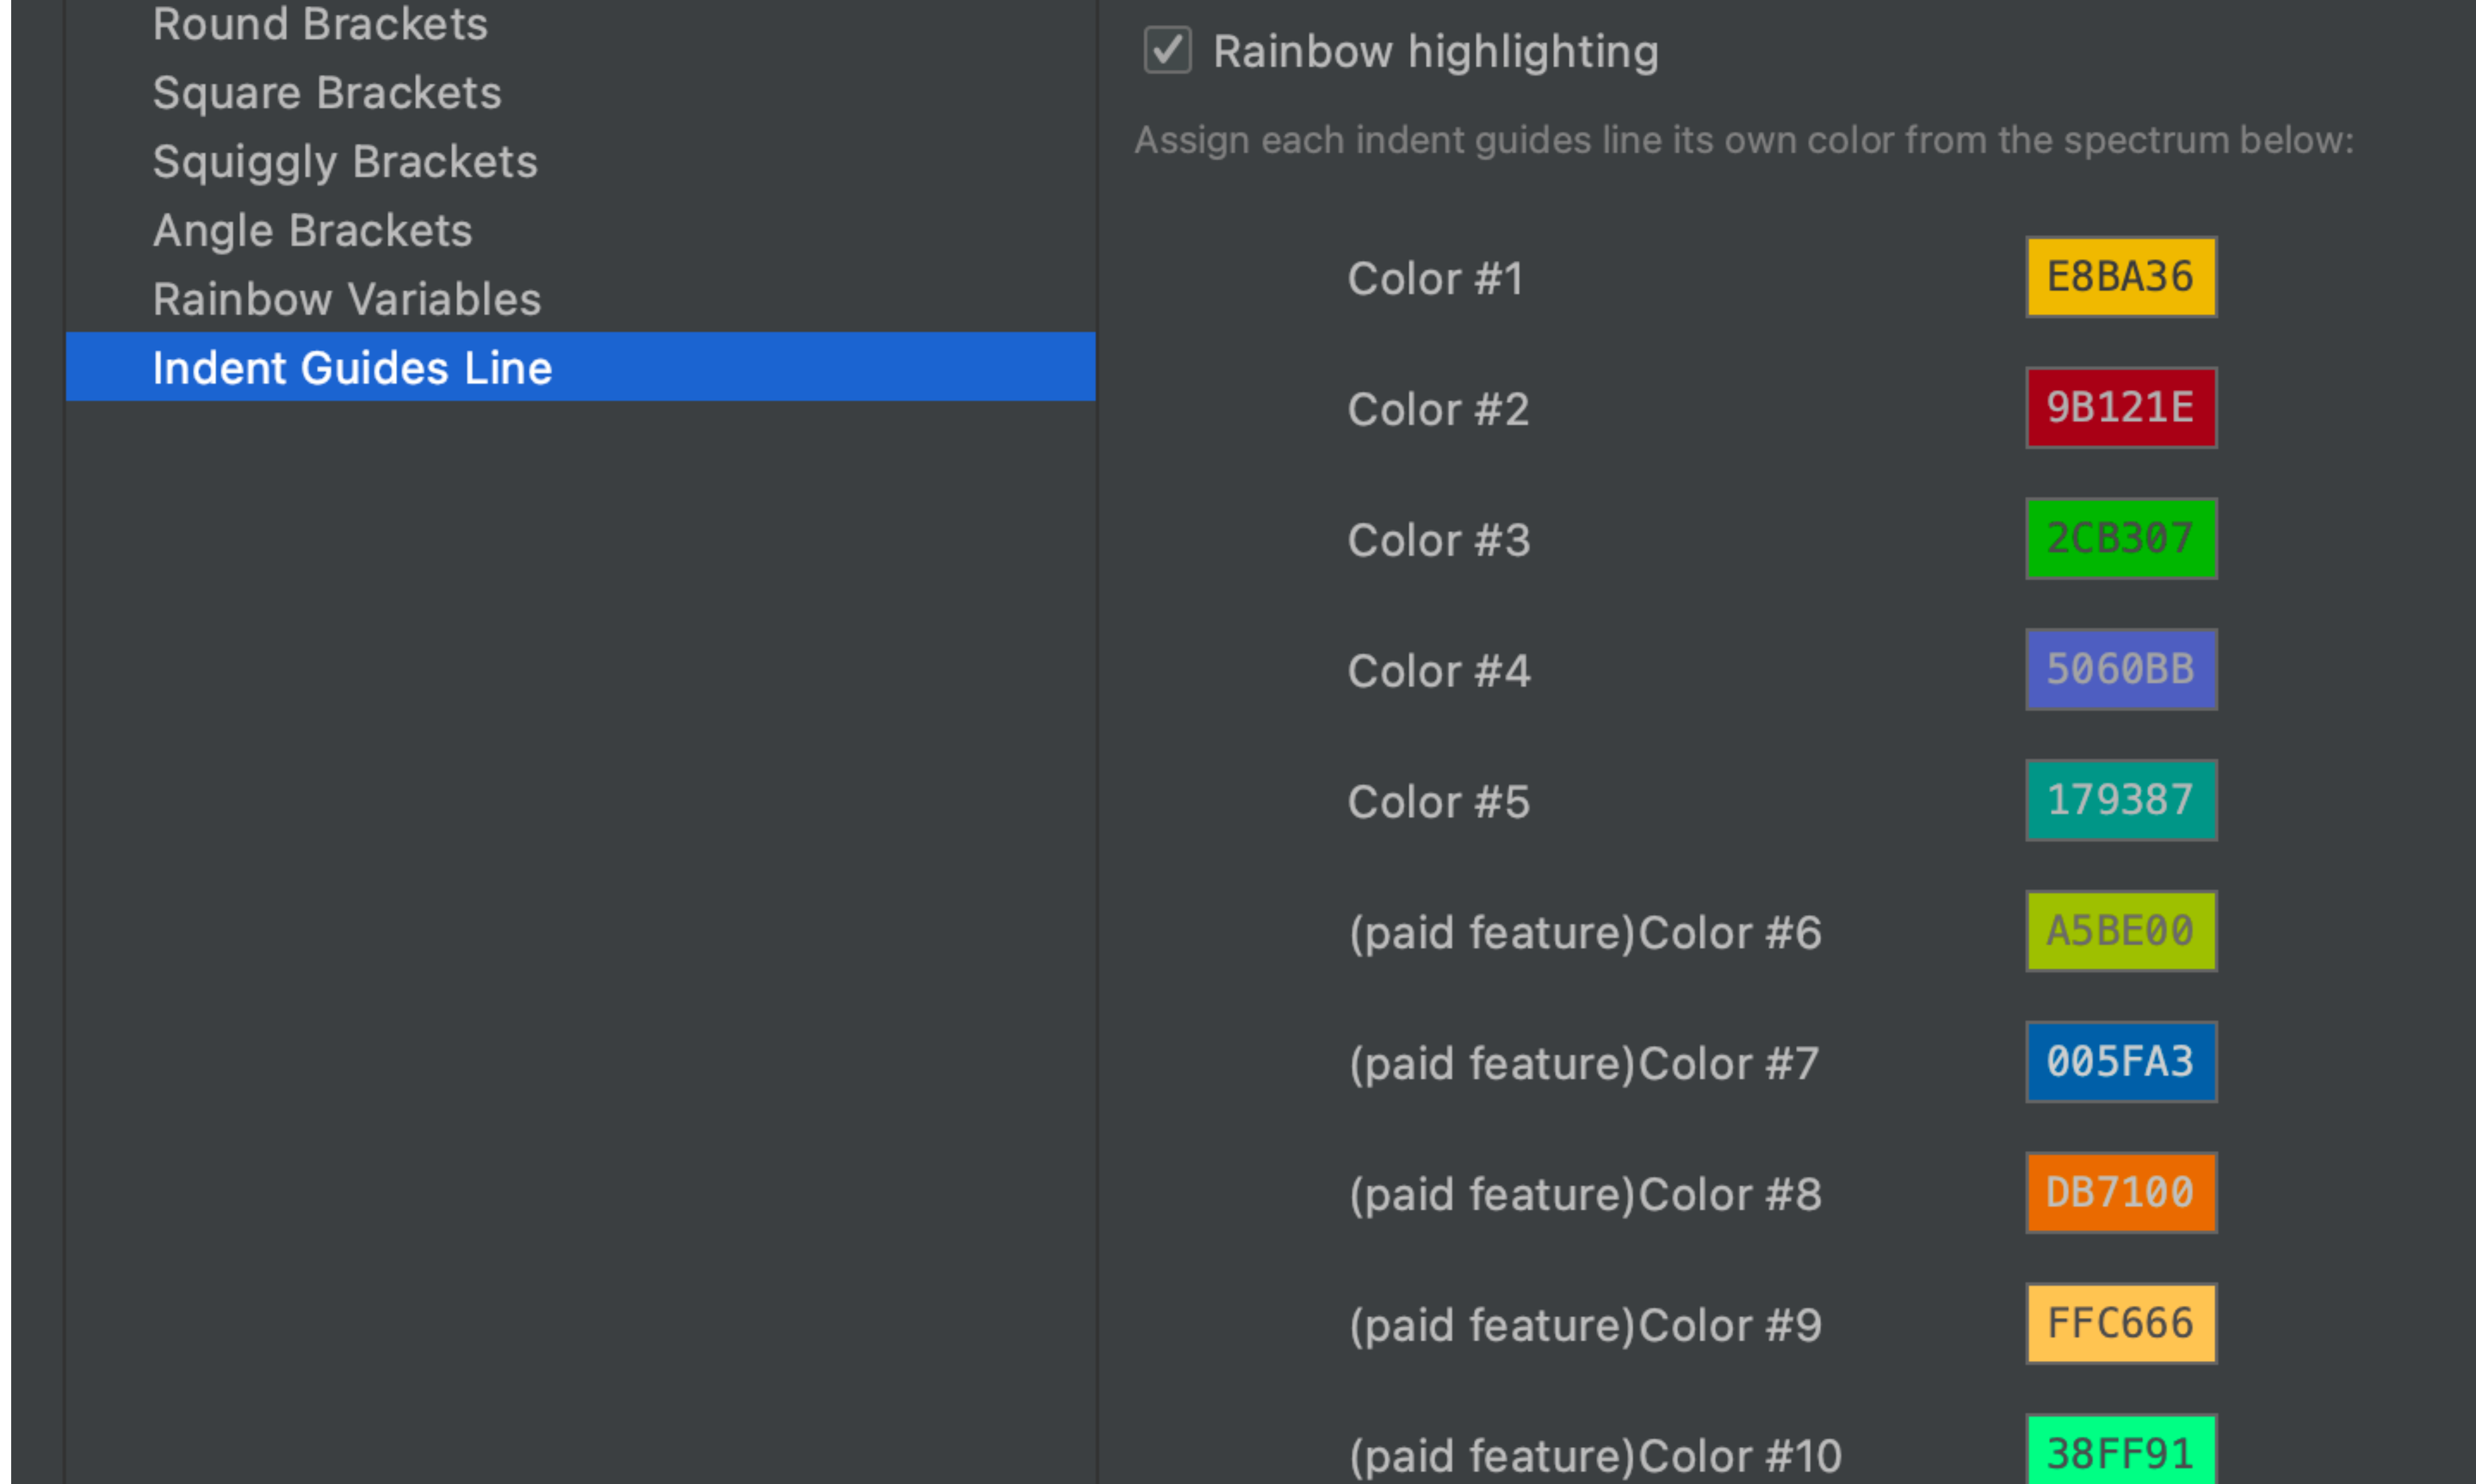 Round Brackets
Square Brackets
Squiggly Brackets
Angle Brackets
Rainbow Variables
Indent Guides Line
Rainbow highlighting
Assign each indent guides line its own color from the spectrum below:
Color #1 E8BA36
Color #2 9B121E
Color #3 2CB307
Color #4 5060BB
Color #5 179387
(paid feature)Color #6 A5BE00
(paid feature)Color #7 005FA3
(paid feature)Color #8 DB7100
(paid feature)Color #9 FFC666
(paid feature)Color #10 38FF91